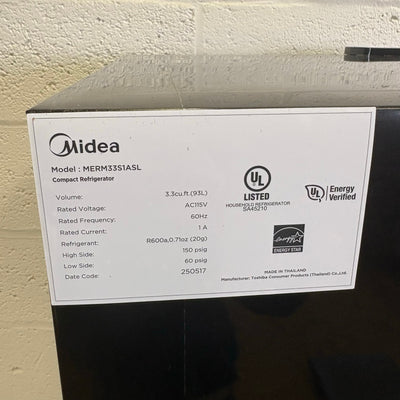 Midea
Model : MERM33S1ASL
Compact Refrigerator
Volume: 3.3cu.ft.(93L)
Rated Voltage: AC115V
Rated Frequency: 60Hz
Rated Current: 1 A
Refrigerant: R600a,0.71oz (20g)
High Side: 150 psig
Low Side: 60 psig
Date Code: 250517
UL
LISTED
HOUSEHOLD REFRIGERATOR
SA45210
UL Energy
Verified
energy
ENERGY STAR
MADE IN THAILAND
Manufacturer: Toshiba Consumer Products (Thailand) Co.,Ltd.